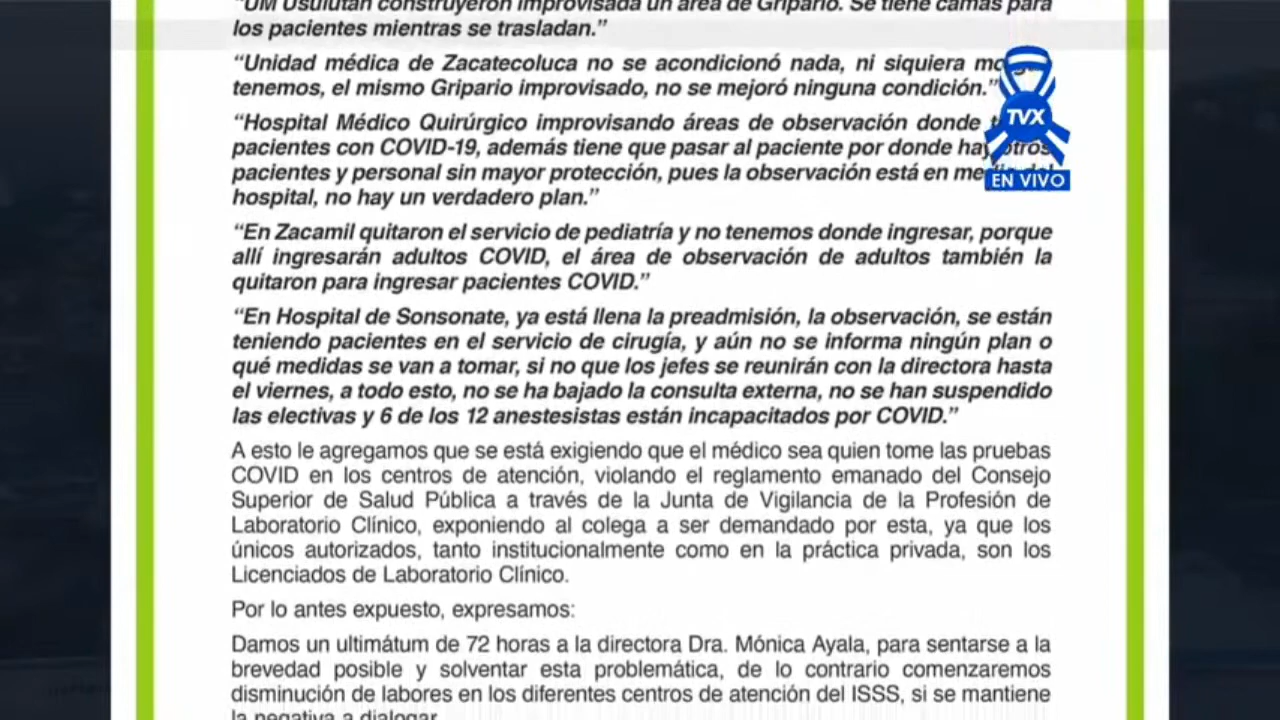 “UM Usulután construyeron improvisada un área de Gripario. Se tiene camas para
los pacientes mientras se trasladan.”
“Unidad médica de Zacatecoluca no se acondicionó nada, ni siquiera
tenemos, el mismo Gripario improvisado, no se mejoró ninguna condición.”
“Hospital Médico Quirúrgico improvisando áreas de observación donde
pacientes con COVID-19, además tiene que pasar al paciente por donde hay otros
pacientes y personal sin mayor protección, pues la observación está en
hospital, no hay un verdadero plan.”
“En Zacamil quitaron el servicio de pediatría y no tenemos donde ingresar, porque
allí ingresarán adultos COVID, el área de observación de adultos también la
quitaron para ingresar pacientes COVID.”
“En Hospital de Sonsonate, ya está llena la preadmisión, la observación, se están
teniendo pacientes en el servicio de cirugía, y aún no se informa ningún plan o
qué medidas se van a tomar, si no que los jefes se reunirán con la directora hasta
el viernes, a todo esto, no se ha bajado la consulta externa, no se han suspendido
las electivas y 6 de los 12 anestesistas están incapacitados por COVID.”
A esto le agregamos que se está exigiendo que el médico sea quien tome las pruebas
COVID en los centros de atención, violando el reglamento emanado del Consejo
Superior de Salud Pública a través de la Junta de Vigilancia de la Profesión de
Laboratorio Clínico, exponiendo al colega a ser demandado por esta, ya que los
únicos autorizados, tanto institucionalmente como en la práctica privada, son los
Licenciados de Laboratorio Clínico.
Por lo antes expuesto, expresamos:
Damos un ultimátum de 72 horas a la directora Dra. Mónica Ayala, para sentarse a la
brevedad posible y solventar esta problemática, de lo contrario comenzaremos
disminución de labores en los diferentes centros de atención del ISSS, si se mantiene
la negativa a dialogar
TVX
EN VIVO